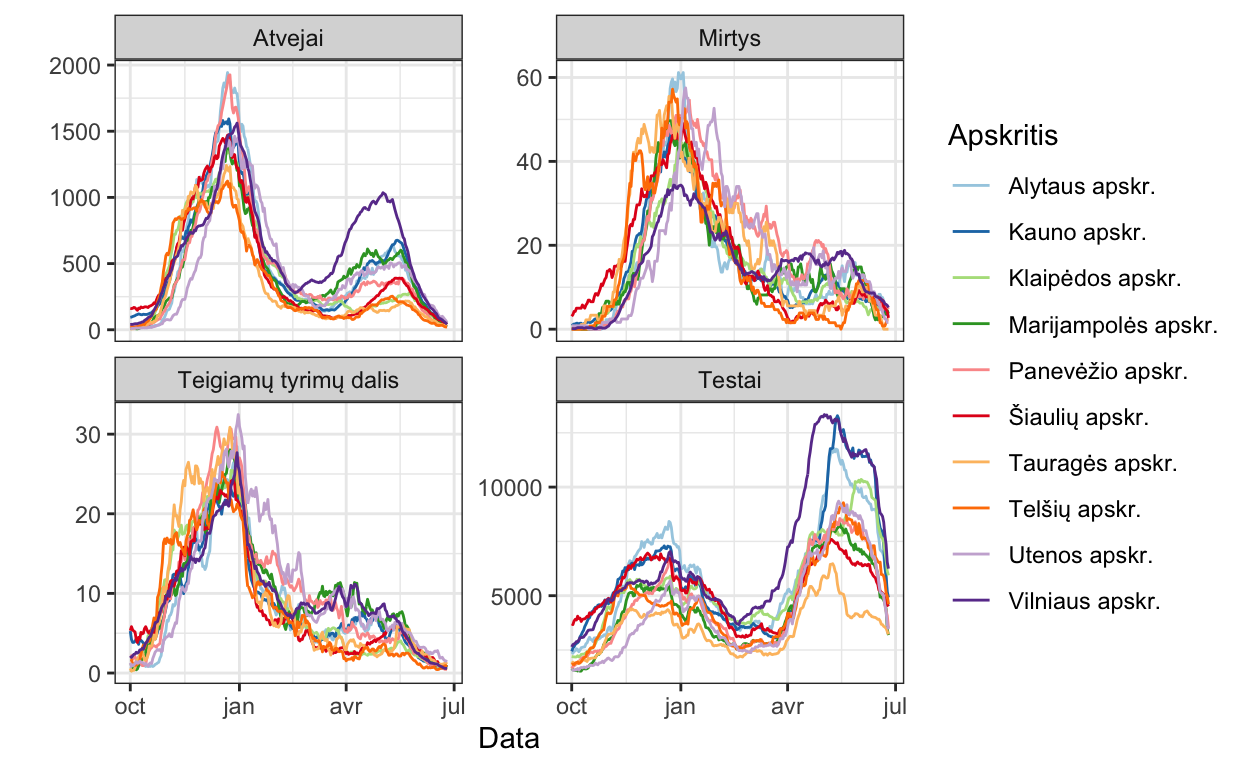 Atvejai
Mirtys
2000
1500
1000
500
0
60
40
20
0
Teigiamų tyrimų dalis
Testai
30
20
10
0
10000
5000
oct jan avr jul
oct jan avr jul
Data
Apskritis
Alytaus apskr.
Kauno apskr.
Klaipėdos apskr.
Marijampolės apskr.
Panevėžio apskr.
Šiaulių apskr.
Tauragės apskr.
Telšių apskr.
Utenos apskr.
Vilniaus apskr.